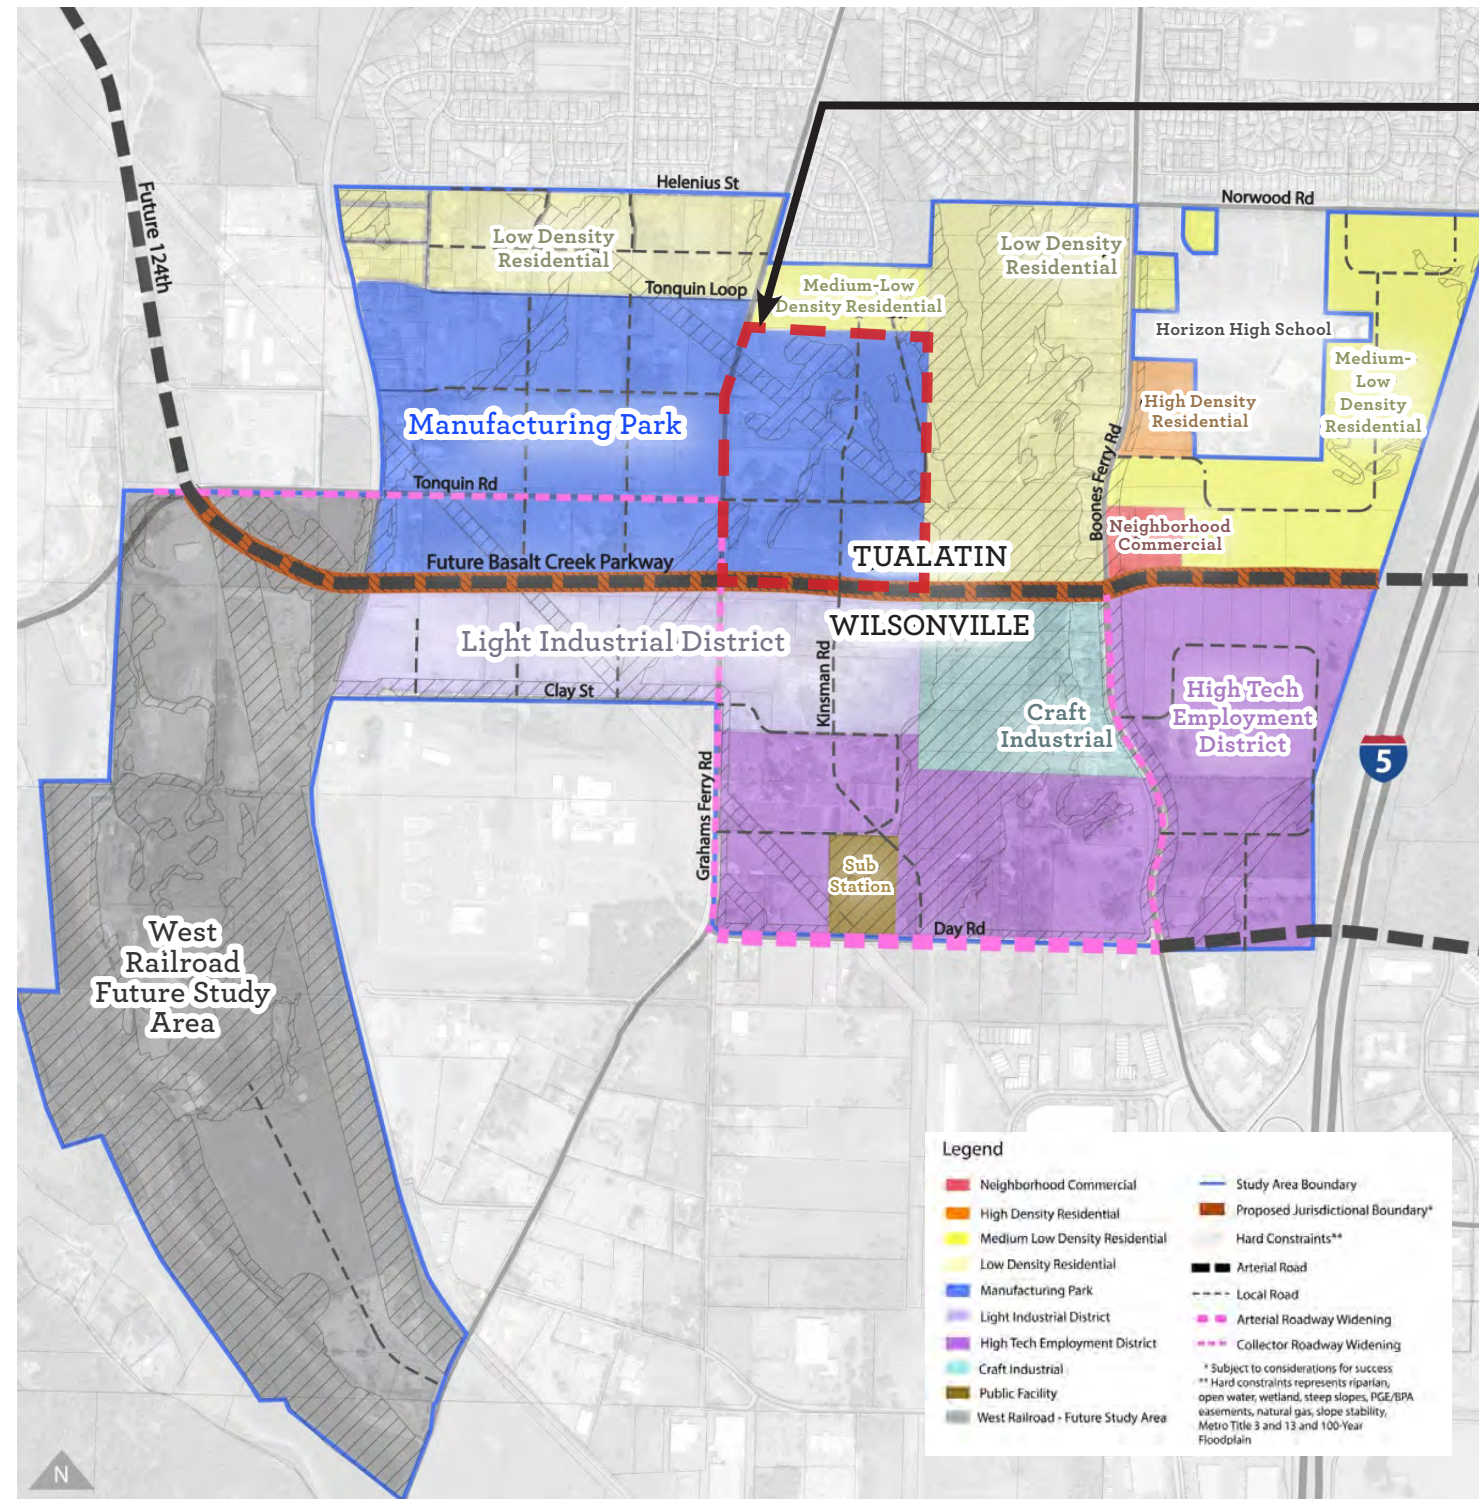 Helenius St
Norwood Rd
Future 124th
Low Density
Residential
Low Density
Residential
Tonquin Loop
Medium-Low
Density Residential
Horizon High School
Medium-
Low
Density
Residential
High Density
Residential
Manufacturing Park
Boones Ferry Rd
Tonquin Rd
Neighborhood
Commercial
Future Basalt Creek Parkway
TUALATIN
WILSONVILLE
Light Industrial District
Kinsman Rd
Clay St
Craft
Industrial
High Tech
Employment
District
5
Grahams Ferry Rd
Sub
Station
Day Rd
West
Railroad
Future Study
Area
N
Legend
Neighborhood Commercial
High Density Residential
Medium Low Density Residential
Low Density Residential
Manufacturing Park
Light Industrial District
High Tech Employment District
Craft Industrial
Public Facility
West Railroad - Future Study Area
Study Area Boundary
Proposed Jurisdictional Boundary*
Hard Constraints**
Arterial Road
Local Road
Arterial Roadway Widening
Collector Roadway Widening
* Subject to considerations for success
** Hard constraints represents riparian,
open water, wetland, steep slopes, PGE/BPA
easements, natural gas, slope stability,
Metro Title 3 and 13 and 100-Year
Floodplain